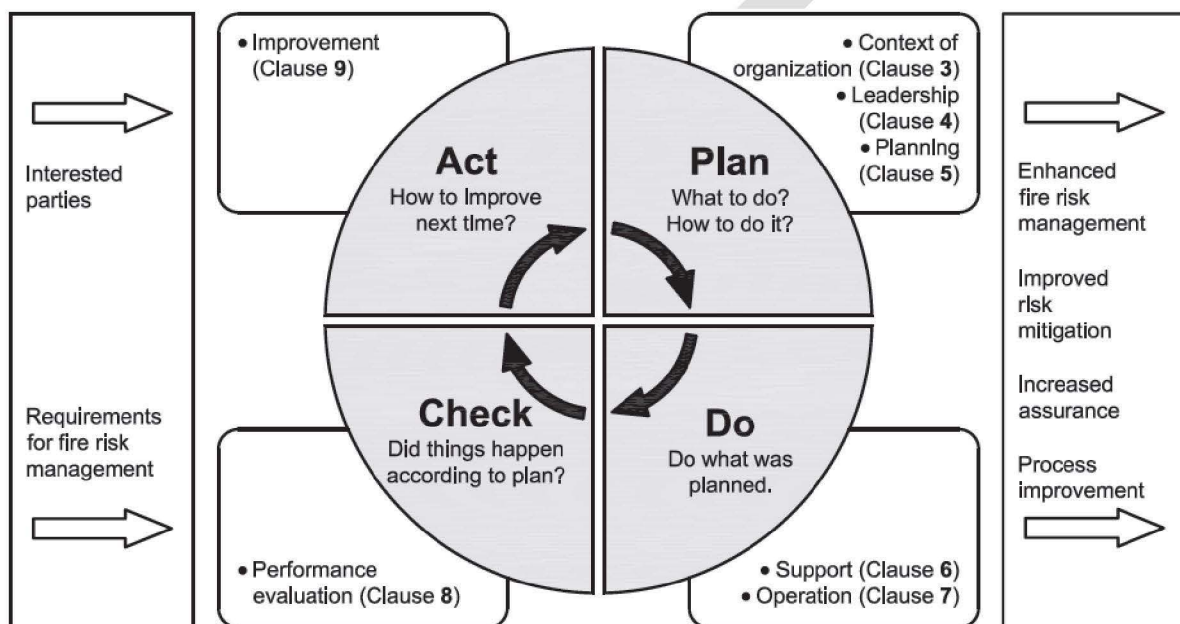 Interested
parties
Requirements
for fire risk
management
• Improvement
(Clause 9)
Act
How to improve
next time?
• Context of
organization (Clause 3)
• Leadership
(Clause 4)
• Planning
(Clause 5)
Plan
What to do?
How to do it?
Check
Did things happen
according to plan?
• Performance
evaluation (Clause 8)
Do
Do what was
planned.
• Support (Clause 6)
• Operation (Clause 7)
Enhanced
fire risk
management
Improved
risk
mitigation
Increased
assurance
Process
improvement